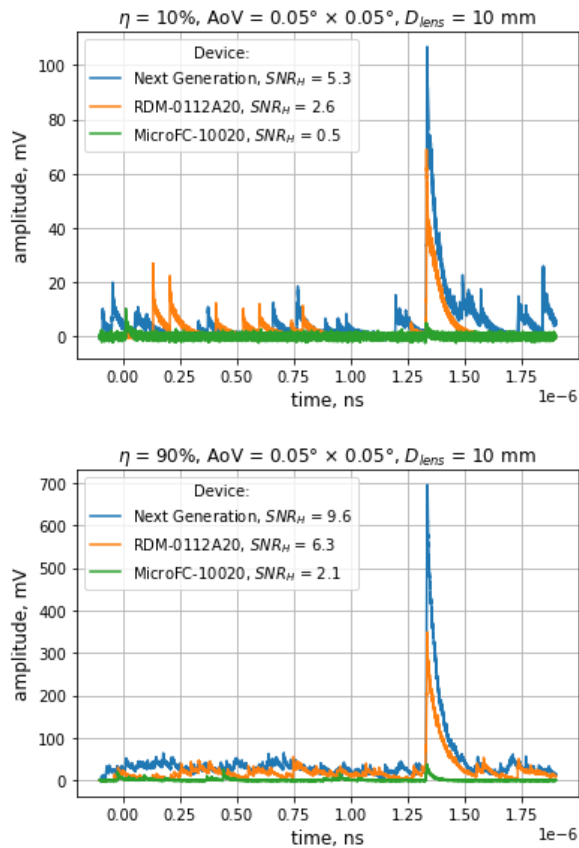 η = 10%, AoV = 0.05° × 0.05°, D_lens = 10 mm
Device:
Next Generation, SNR_H = 5.3
RDM-0112A20, SNR_H = 2.6
MicroFC-10020, SNR_H = 0.5
100
80
60
40
20
0
amplitude, mV
0.00 0.25 0.50 0.75 1.00 1.25 1.50 1.75
time, ns
1e−6
η = 90%, AoV = 0.05° × 0.05°, D_lens = 10 mm
Device:
Next Generation, SNR_H = 9.6
RDM-0112A20, SNR_H = 6.3
MicroFC-10020, SNR_H = 2.1
700
600
500
400
300
200
100
0
amplitude, mV
0.00 0.25 0.50 0.75 1.00 1.25 1.50 1.75
time, ns
1e−6